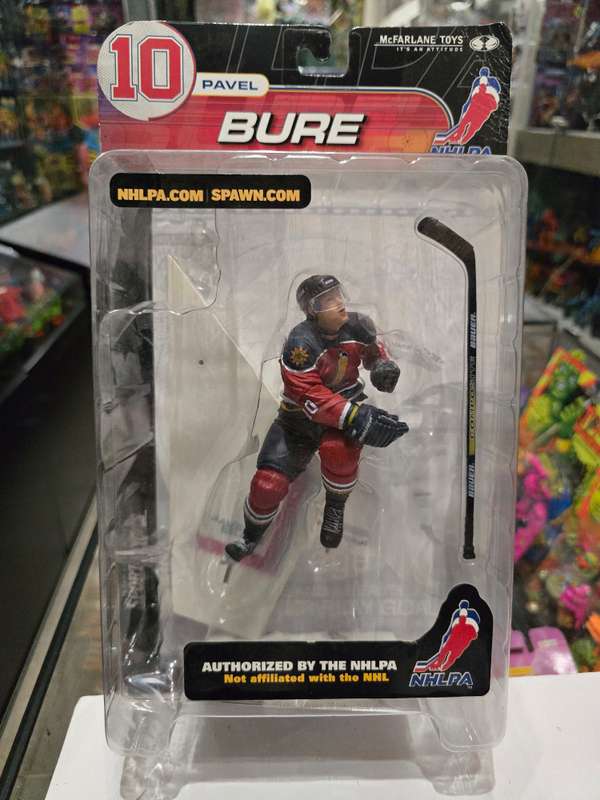 10
PAVEL
BURE
McFARLANE TOYS
IT'S AN ATTITUDE
NHLPA
NHLPA.COM | SPAWN.COM
BAUER
BAUER
AUTHORIZED BY THE NHLPA
Not affiliated with the NHL
NHLPA